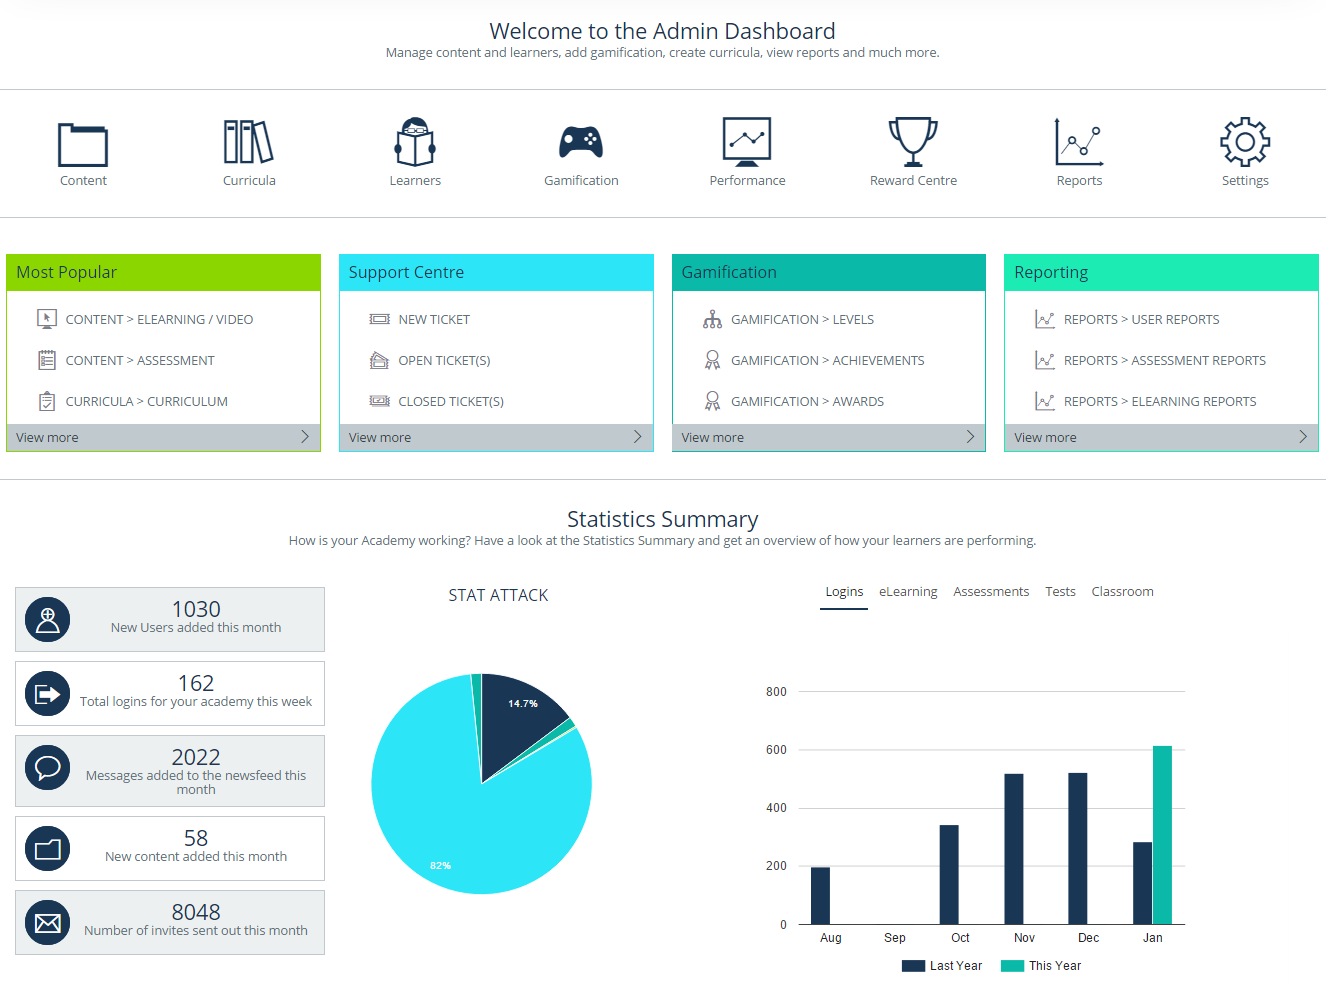 Welcome to the Admin Dashboard
Manage content and learners, add gamification, create curricula, view reports and much more.
Content
Curricula
Learners
Gamification
Performance
Reward Centre
Reports
Settings
Most Popular
CONTENT > ELEARNING / VIDEO
CONTENT > ASSESSMENT
CURRICULA > CURRICULUM
View more
Support Centre
NEW TICKET
OPEN TICKET(S)
CLOSED TICKET(S)
View more
Gamification
GAMIFICATION > LEVELS
GAMIFICATION > ACHIEVEMENTS
GAMIFICATION > AWARDS
View more
Reporting
REPORTS > USER REPORTS
REPORTS > ASSESSMENT REPORTS
REPORTS > ELEARNING REPORTS
View more
Statistics Summary
How is your Academy working? Have a look at the Statistics Summary and get an overview of how your learners are performing.
1030
New Users added this month
162
Total logins for your academy this week
2022
Messages added to the newsfeed this
month
58
New content added this month
8048
Number of invites sent out this month
STAT ATTACK
14.7%
82%
Logins eLearning Assessments Tests Classroom
800
600
400
200
0
Aug Sep Oct Nov Dec Jan
Last Year This Year